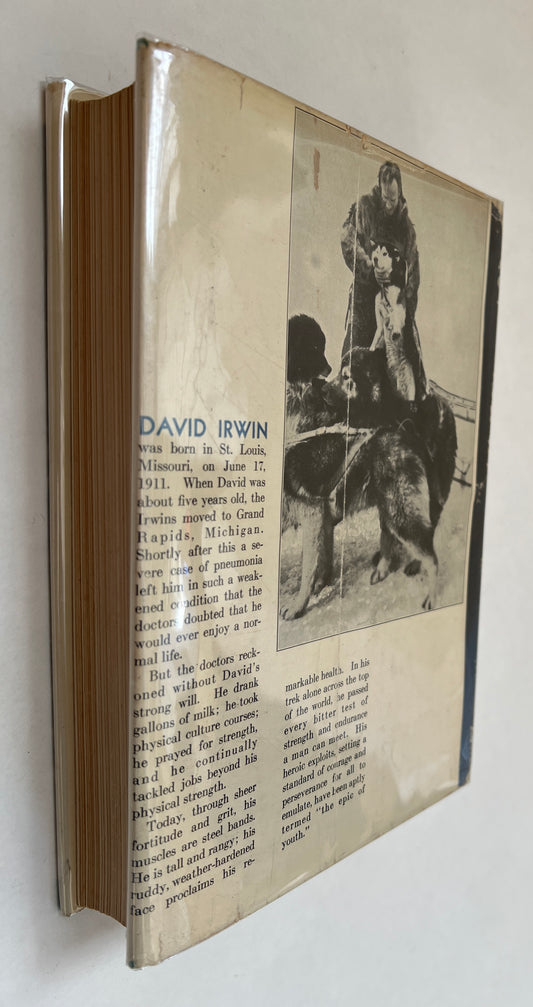 DAVID IRWIN
was born in St. Louis,
Missouri, on June 17,
1911. When David was
about five years old, the
Irwins moved to Grand
Rapids, Michigan.
Shortly after this a se-
vere case of pneumonia
left him in such a weak-
ened condition that the
doctors doubted that he
would ever enjoy a nor-
mal life.
But the doctors reck-
oned without David's
strong will. He drank
gallons of milk; he took
physical culture courses;
he prayed for strength,
and he continually
tackled jobs beyond his
physical strength.
Today, through sheer
fortitude and grit, his
muscles are steel bands.
He is tall and rangy; his
ruddy, weather-hardened
face proclaims his re-
markable health. In his
trek alone across the top
of the world, he passed
every bitter test of
strength and endurance
a man can meet. His
heroic exploits, setting a
standard of courage and
perseverance for all to
emulate, have been aptly
termed "the epic of
youth."